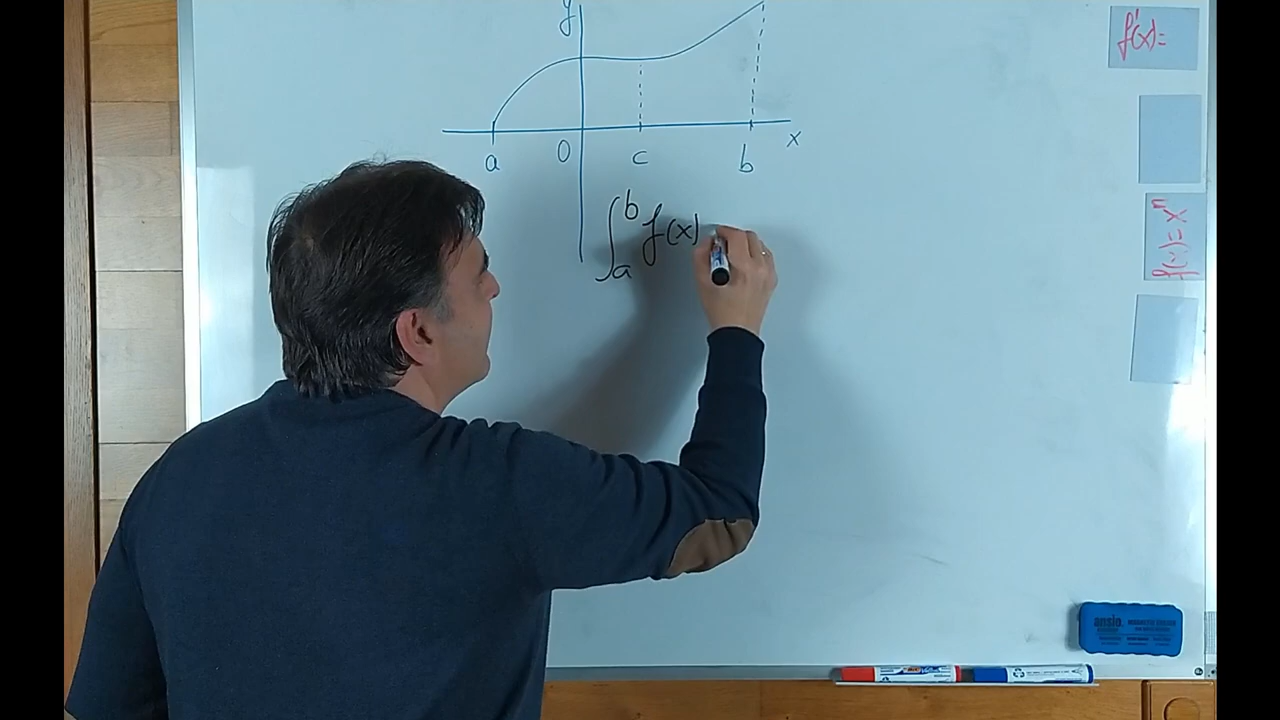 y
a 0 c b x
∫_a^b f(x)
f'(x)=
f(x)=x^n
ansio